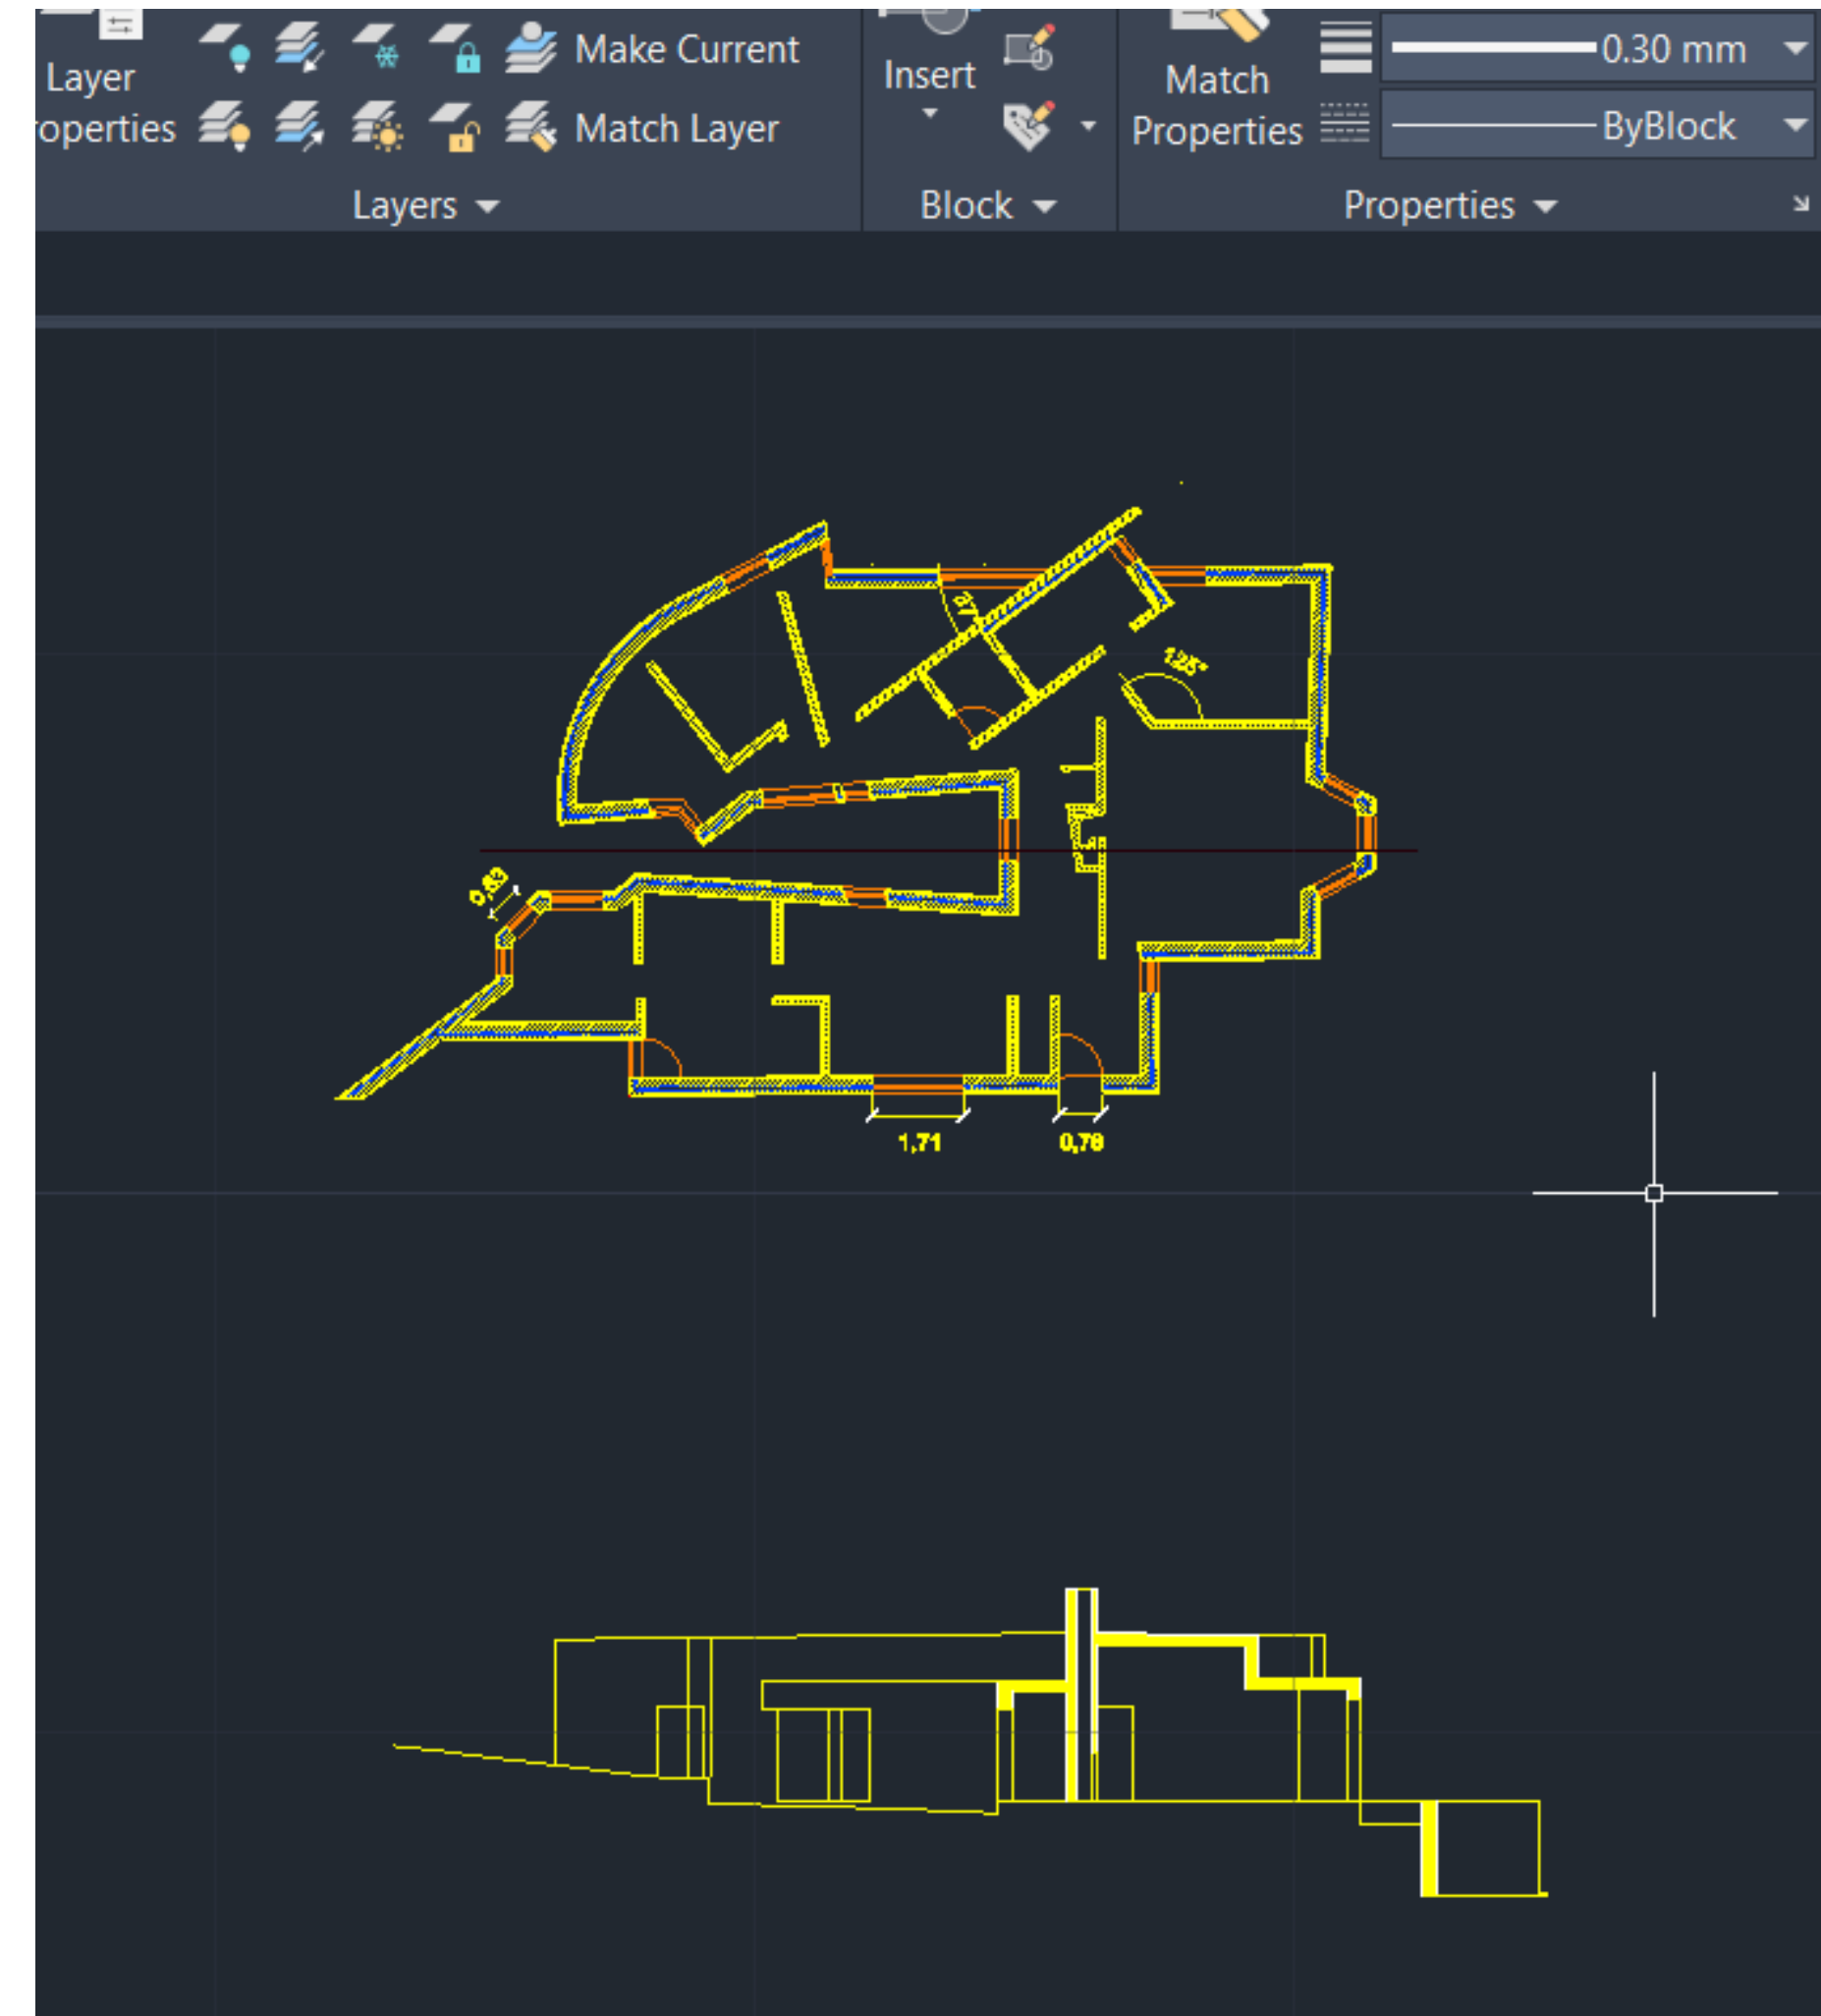 Make Current
0.30 mm
Layer
Insert
Match
operties
Match Layer
Properties
ByBlock
Layers
Block
Properties
1,71
0,78